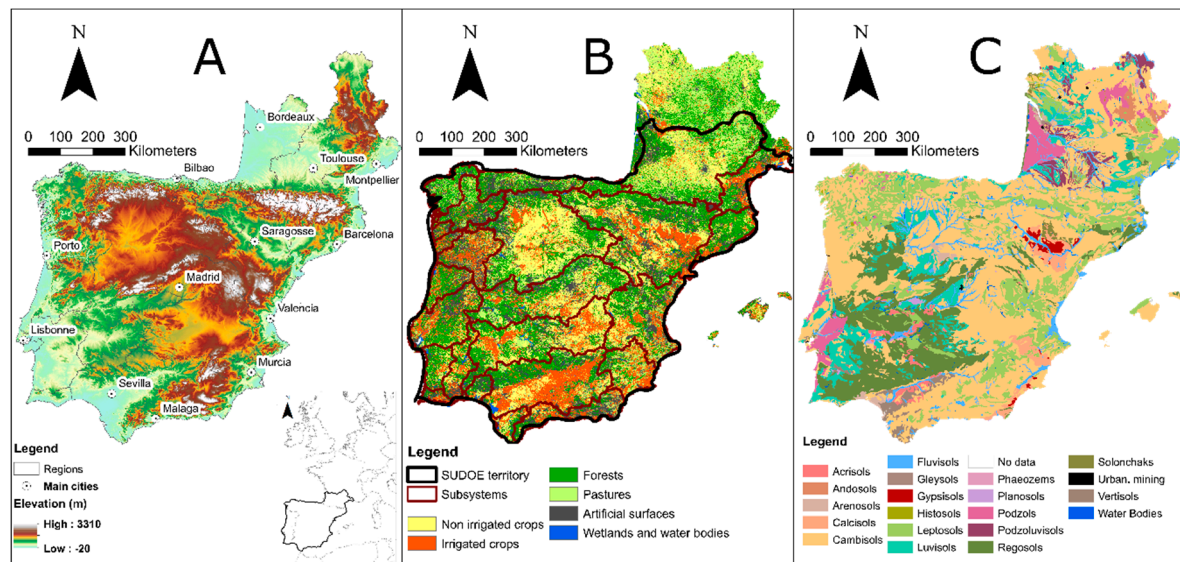 N
A
0 100 200 300
Kilometers
Bordeaux
Toulouse
Montpellier
Bilbao
Saragosse
Barcelona
Porto
Madrid
Valencia
Lisbonne
Murcia
Sevilla
Malaga
Legend
Regions
Main cities
Elevation (m)
High : 3310
Low : -20
N
B
0 100 200 300
Kilometers
Legend
SUDOE territory
Subsystems
Non irrigated crops
Irrigated crops
Forests
Pastures
Artificial surfaces
Wetlands and water bodies
N
C
0 100 200 300
Kilometers
Legend
Acrisols
Andosols
Arenosols
Calcisols
Cambisols
Fluvisols
Gleysols
Gypsisols
Histosols
Leptosols
Luvisols
No data
Phaeozems
Planosols
Podzols
Podzoluvisols
Regosols
Solonchaks
Urban. mining
Vertisols
Water Bodies